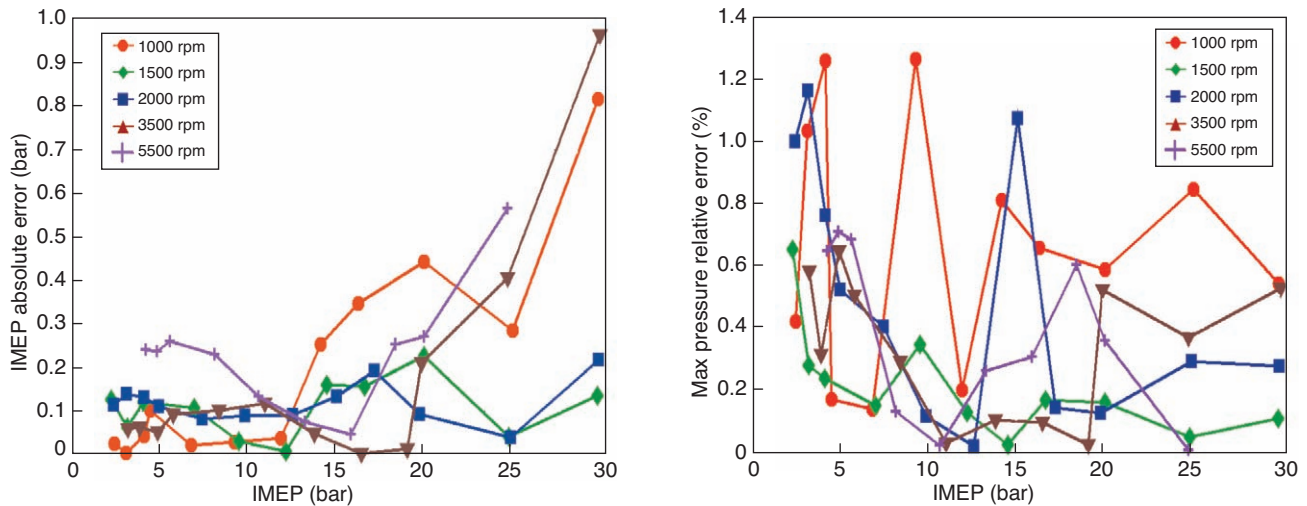 1.0
0.9
0.8
0.7
0.6
0.5
0.4
0.3
0.2
0.1
0
IMEP absolute error (bar)
1000 rpm
1500 rpm
2000 rpm
3500 rpm
5500 rpm
0 5 10 15 20 25 30
IMEP (bar)
1.4
1.2
1.0
0.8
0.6
0.4
0.2
0
Max pressure relative error (%)
1000 rpm
1500 rpm
2000 rpm
3500 rpm
5500 rpm
0 5 10 15 20 25 30
IMEP (bar)